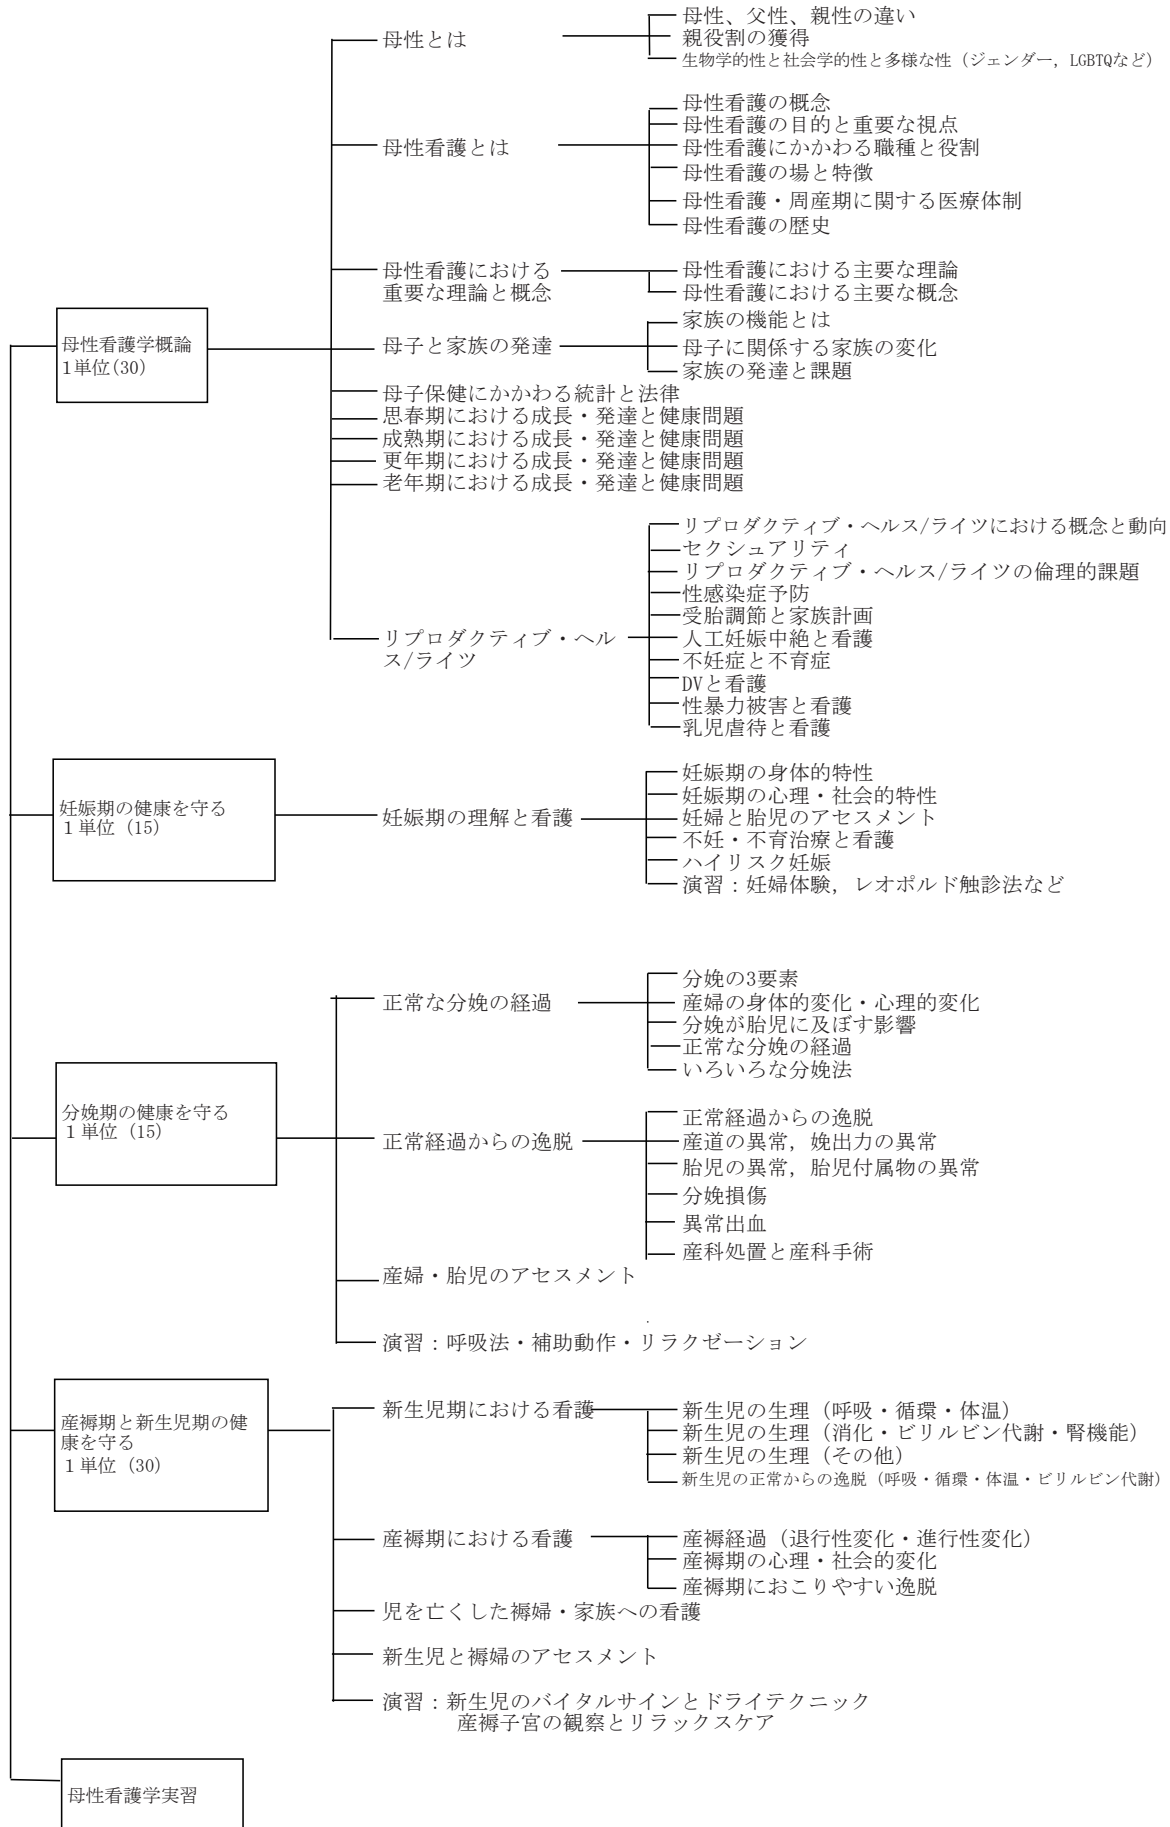 母性看護学概論
1単位(30)
母性とは
母性、父性、親性の違い
親役割の獲得
生物学的性と社会学的性と多様な性（ジェンダー，LGBTQなど）
母性看護とは
母性看護の概念
母性看護の目的と重要な視点
母性看護にかかわる職種と役割
母性看護の場と特徴
母性看護・周産期に関する医療体制
母性看護の歴史
母性看護における
重要な理論と概念
母性看護における主要な理論
母性看護における主要な概念
母子と家族の発達
家族の機能とは
母子に関係する家族の変化
家族の発達と課題
母子保健にかかわる統計と法律
思春期における成長・発達と健康問題
成熟期における成長・発達と健康問題
更年期における成長・発達と健康問題
老年期における成長・発達と健康問題
リプロダクティブ・ヘル
ス/ライツ
リプロダクティブ・ヘルス/ライツにおける概念と動向
セクシュアリティ
リプロダクティブ・ヘルス/ライツの倫理的課題
性感染症予防
受胎調節と家族計画
人工妊娠中絶と看護
不妊症と不育症
DVと看護
性暴力被害と看護
乳児虐待と看護
妊娠期の健康を守る
１単位（15）
妊娠期の理解と看護
妊娠期の身体的特性
妊娠期の心理・社会的特性
妊婦と胎児のアセスメント
不妊・不育治療と看護
ハイリスク妊娠
演習：妊婦体験，レオポルド触診法など
分娩期の健康を守る
１単位（15）
正常な分娩の経過
分娩の3要素
産婦の身体的変化・心理的変化
分娩が胎児に及ぼす影響
正常な分娩の経過
いろいろな分娩法
正常経過からの逸脱
正常経過からの逸脱
産道の異常，娩出力の異常
胎児の異常，胎児付属物の異常
分娩損傷
異常出血
産科処置と産科手術
産婦・胎児のアセスメント
演習：呼吸法・補助動作・リラクゼーション
産褥期と新生児期の健
康を守る
１単位（30）
新生児期における看護
新生児の生理（呼吸・循環・体温）
新生児の生理（消化・ビリルビン代謝・腎機能）
新生児の生理（その他）
新生児の正常からの逸脱（呼吸・循環・体温・ビリルビン代謝）
産褥期における看護
産褥経過（退行性変化・進行性変化）
産褥期の心理・社会的変化
産褥期におこりやすい逸脱
児を亡くした褥婦・家族への看護
新生児と褥婦のアセスメント
演習：新生児のバイタルサインとドライテクニック
産褥子宮の観察とリラックスケア
母性看護学実習